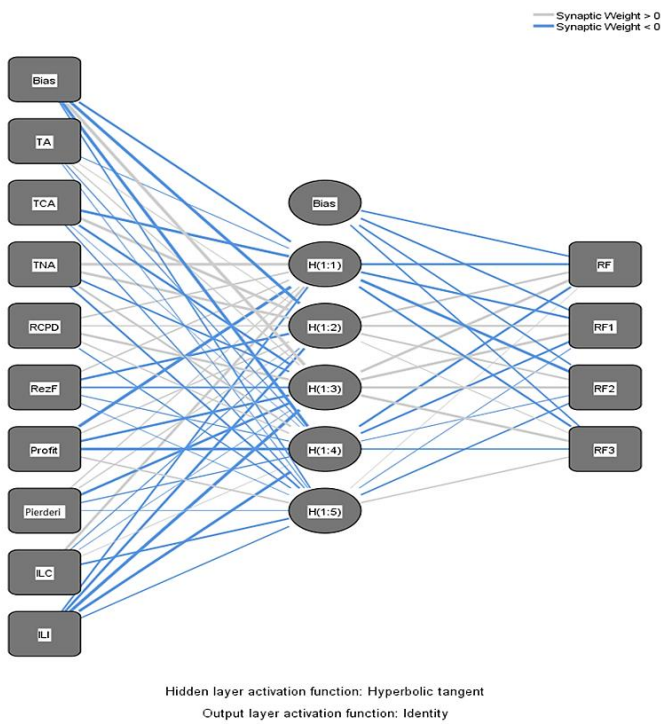 Synaptic Weight > 0
Synaptic Weight < 0
Bias
TA
TCA
TNA
RCPD
RezF
Profit
Pierderi
ILC
ILI
Bias
H(1:1)
H(1:2)
H(1:3)
H(1:4)
H(1:5)
RF
RF1
RF2
RF3
Hidden layer activation function: Hyperbolic tangent
Output layer activation function: Identity